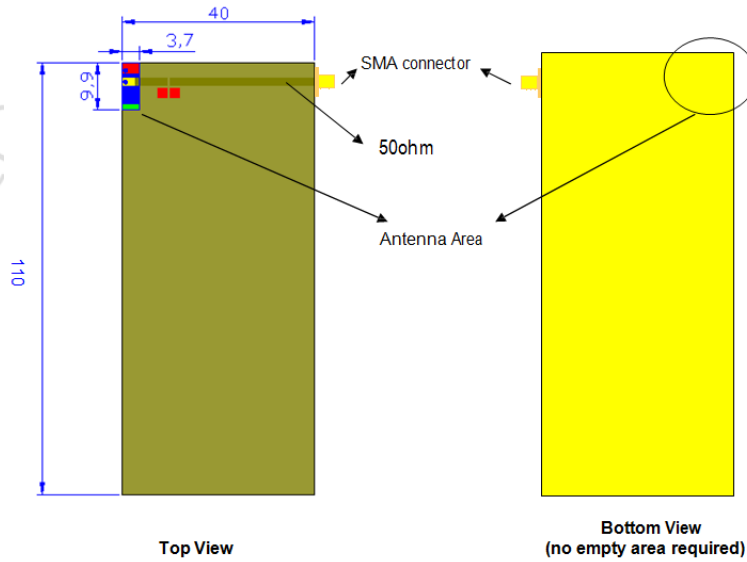 40
3,7
9,9
110
SMA connector
50ohm
Antenna Area
Top View
Bottom View
(no empty area required)